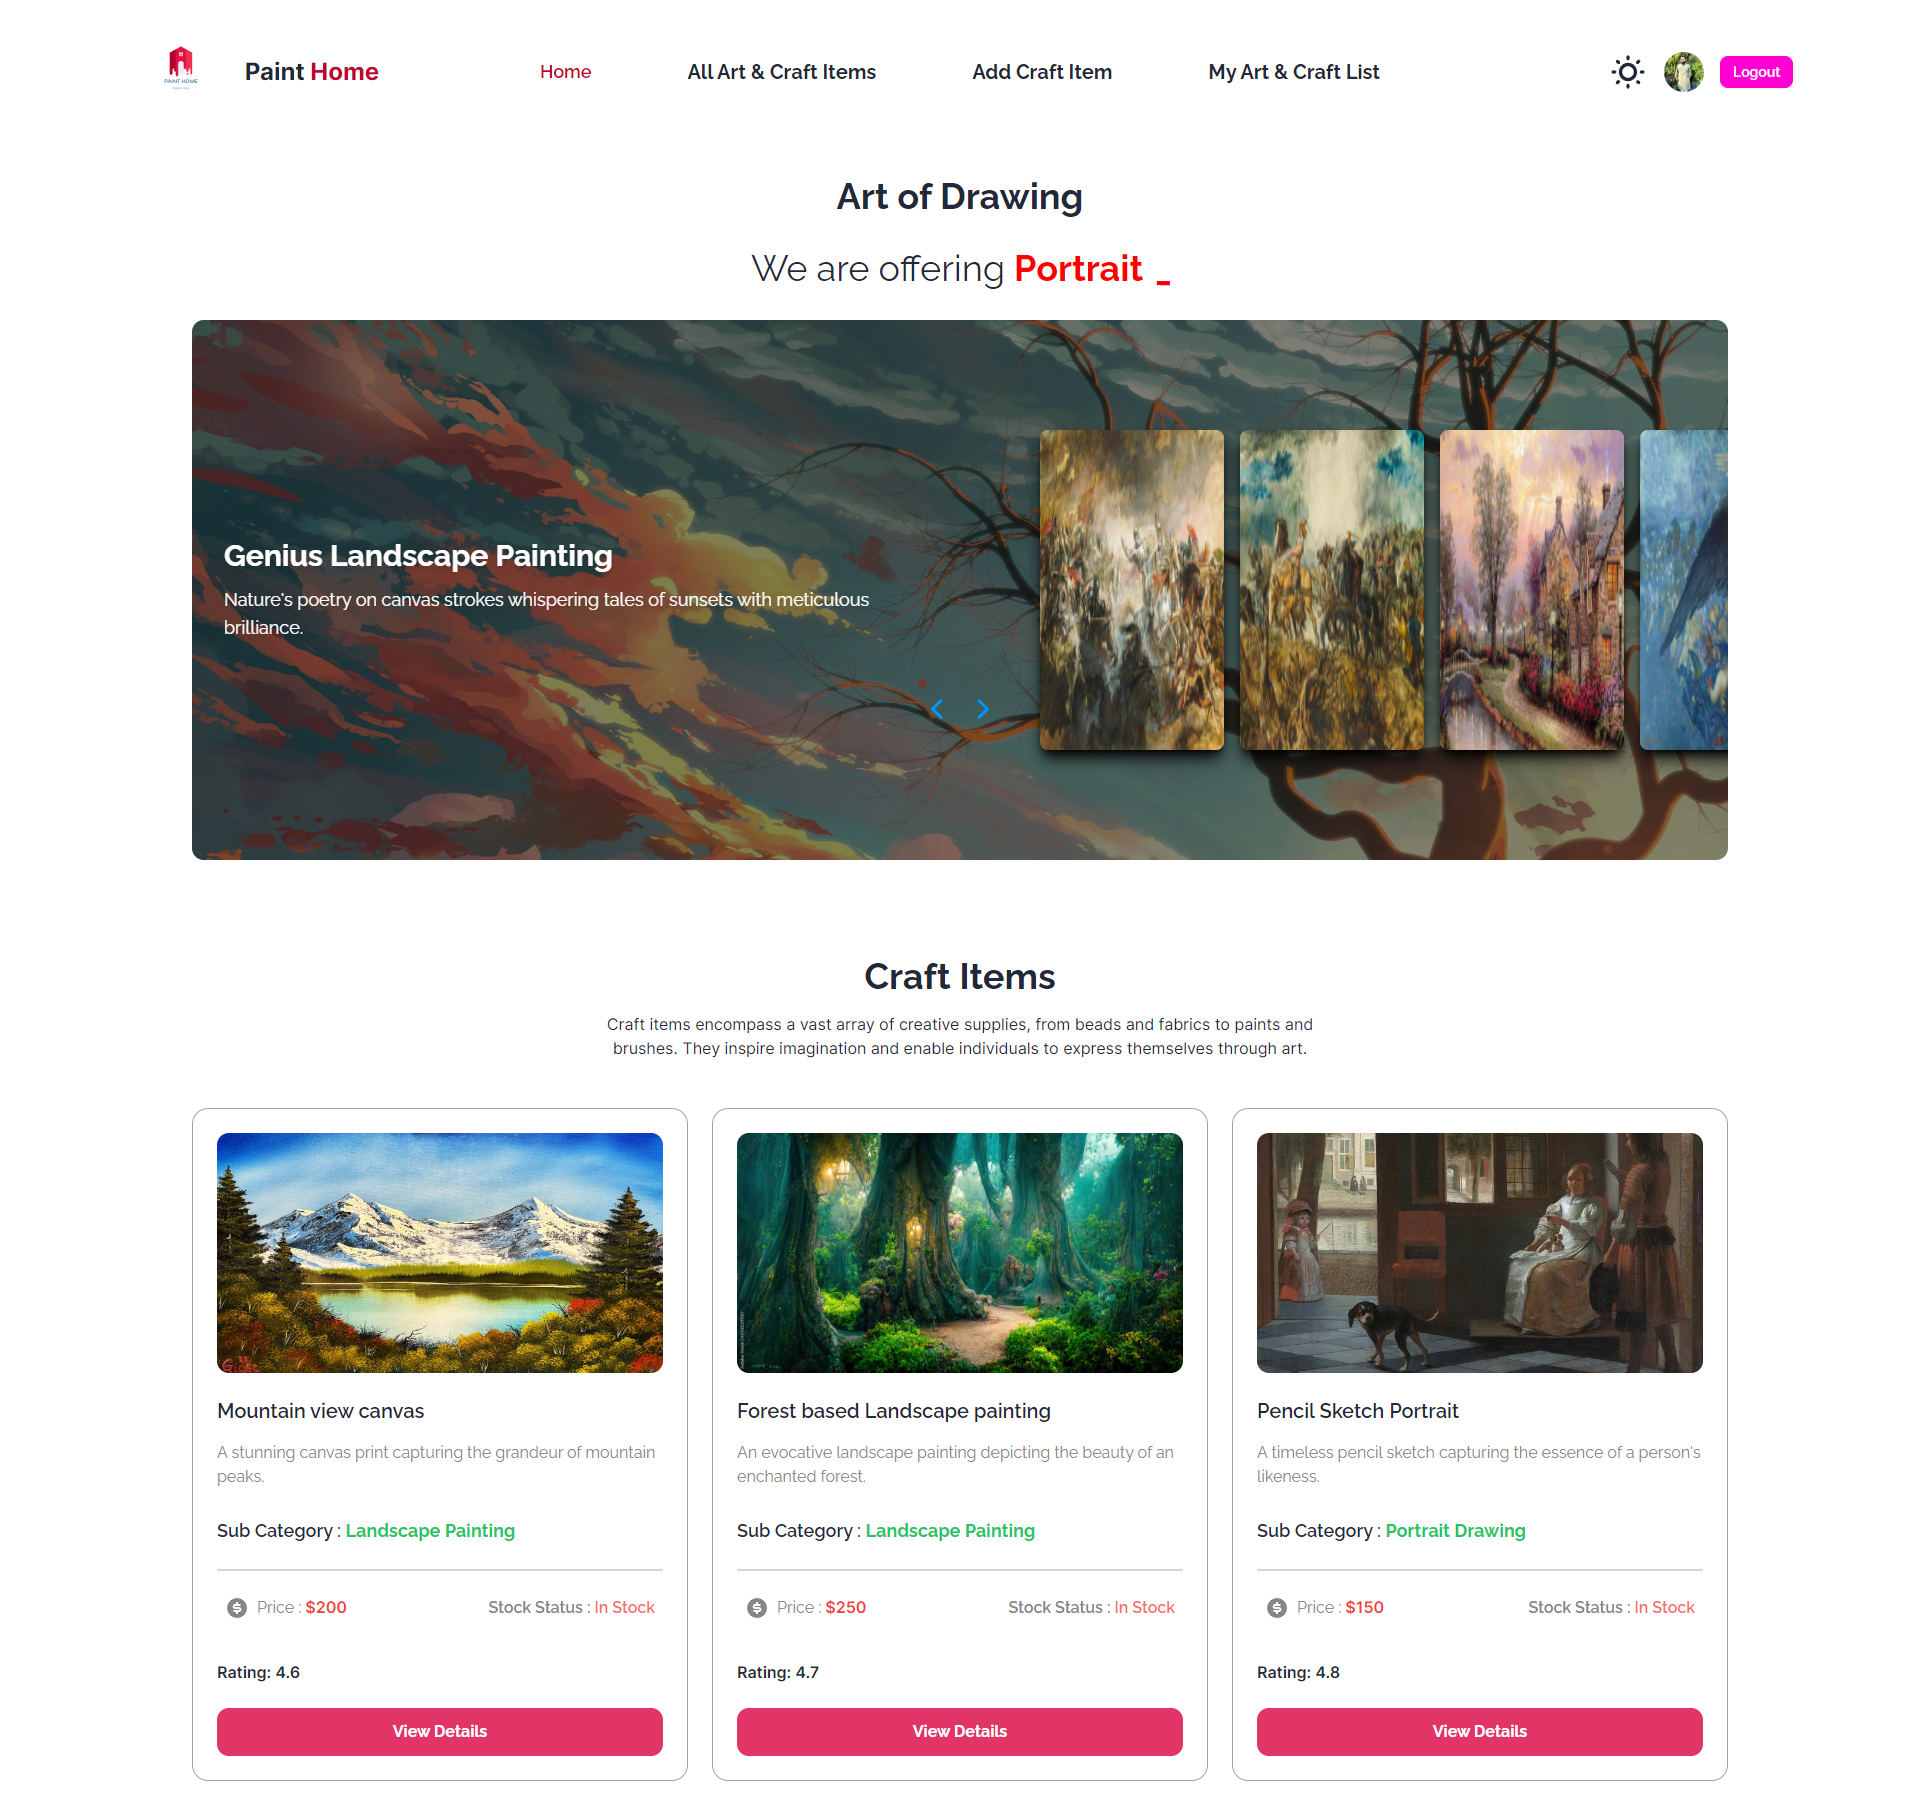 PAINT HOME
Paint Home
Home
All Art & Craft Items
Add Craft Item
My Art & Craft List
Logout
Art of Drawing
We are offering Portrait _
Genius Landscape Painting
Nature's poetry on canvas strokes whispering tales of sunsets with meticulous
brilliance.
Craft Items
Craft items encompass a vast array of creative supplies, from beads and fabrics to paints and
brushes. They inspire imagination and enable individuals to express themselves through art.
Mountain view canvas
A stunning canvas print capturing the grandeur of mountain
peaks.
Sub Category : Landscape Painting
Price : $200
Stock Status : In Stock
Rating: 4.6
View Details
Forest based Landscape painting
An evocative landscape painting depicting the beauty of an
enchanted forest.
Sub Category : Landscape Painting
Price : $250
Stock Status : In Stock
Rating: 4.7
View Details
Pencil Sketch Portrait
A timeless pencil sketch capturing the essence of a person's
likeness.
Sub Category : Portrait Drawing
Price : $150
Stock Status : In Stock
Rating: 4.8
View Details